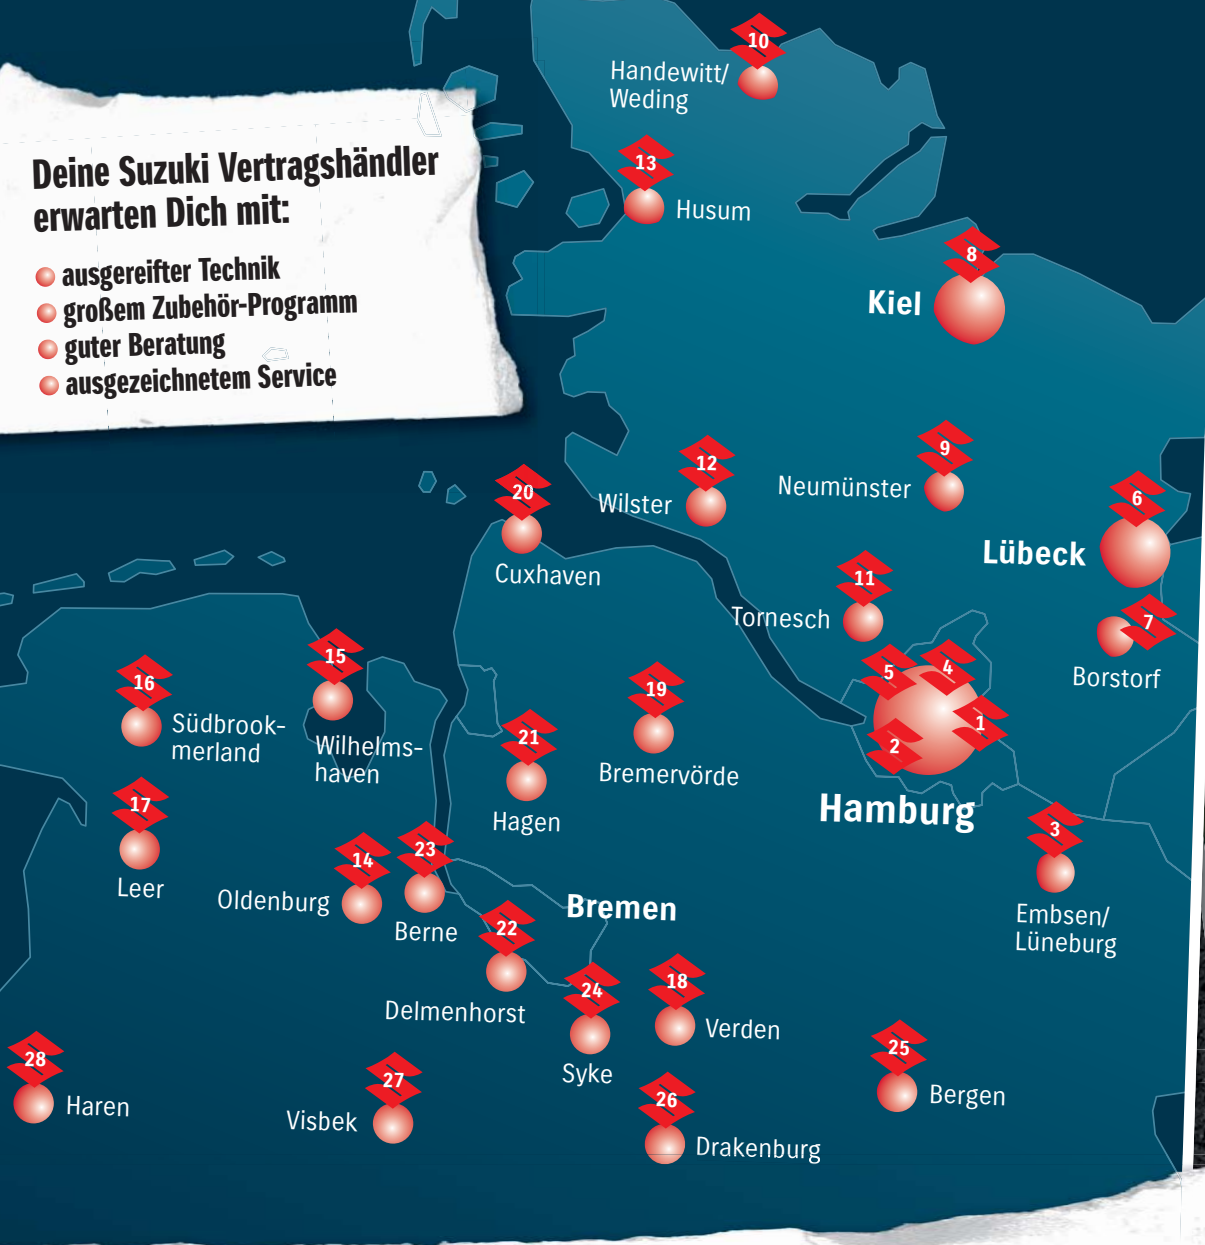 10
Handewitt/
Weding
Deine Suzuki Vertragshändler
erwarten Dich mit:
ausgereifter Technik
großem Zubehör-Programm
guter Beratung
ausgezeichnetem Service
13
Husum
8
Kiel
12
Wilster
9
Neumünster
20
Cuxhaven
6
Lübeck
11
Tornesch
7
Borstorf
5
4
1
2
Hamburg
15
Wilhelms-
haven
16
Südbrook-
merland
19
Bremervörde
21
Hagen
17
Leer
3
Embsen/
Lüneburg
14
Oldenburg
23
Berne
Bremen
22
Delmenhorst
24
Syke
18
Verden
28
Haren
27
Visbek
25
Bergen
26
Drakenburg